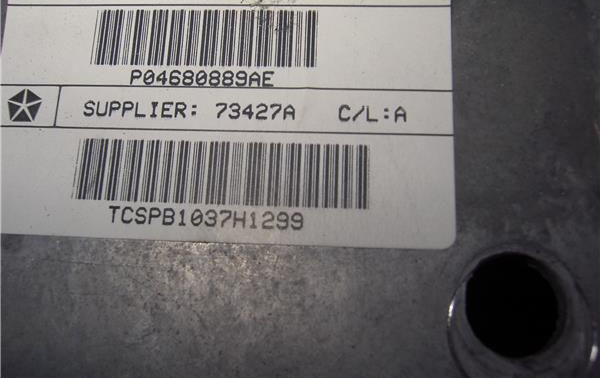 P04680889AE
SUPPLIER: 73427A C/L:A
TCSPB1037H1299